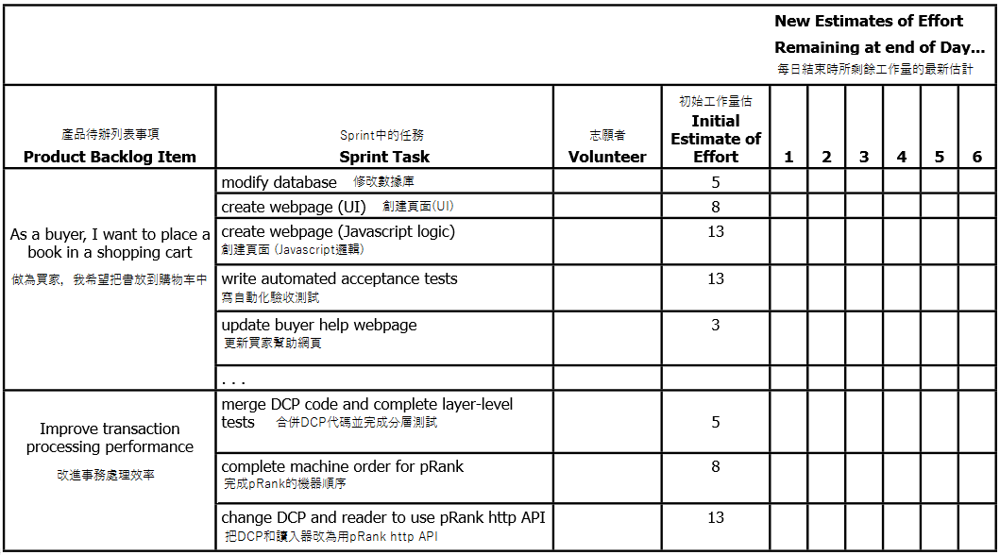 New Estimates of Effort
Remaining at end of Day...
每日結束時所剩餘工作量的最新估計
產品待辦列表事項
Product Backlog Item
Sprint中的任務
Sprint Task
志願者
Volunteer
初始工作量估
Initial
Estimate of
Effort
1
2
3
4
5
6
As a buyer, I want to place a
book in a shopping cart
做為買家，我希望把書放到購物车中
modify database 修改數據庫
5
create webpage (UI) 創建頁面(UI)
8
create webpage (Javascript logic)
創建頁面 (Javascript邏輯)
13
write automated acceptance tests
寫自動化驗收測試
13
update buyer help webpage
更新買家幫助網頁
3
. . .
Improve transaction
processing performance
改進事務處理效率
merge DCP code and complete layer-level
tests 合併DCP代碼並完成分層測試
5
complete machine order for pRank
完成pRank的機器順序
8
change DCP and reader to use pRank http API
把DCP和讀入器改為用pRank http API
13